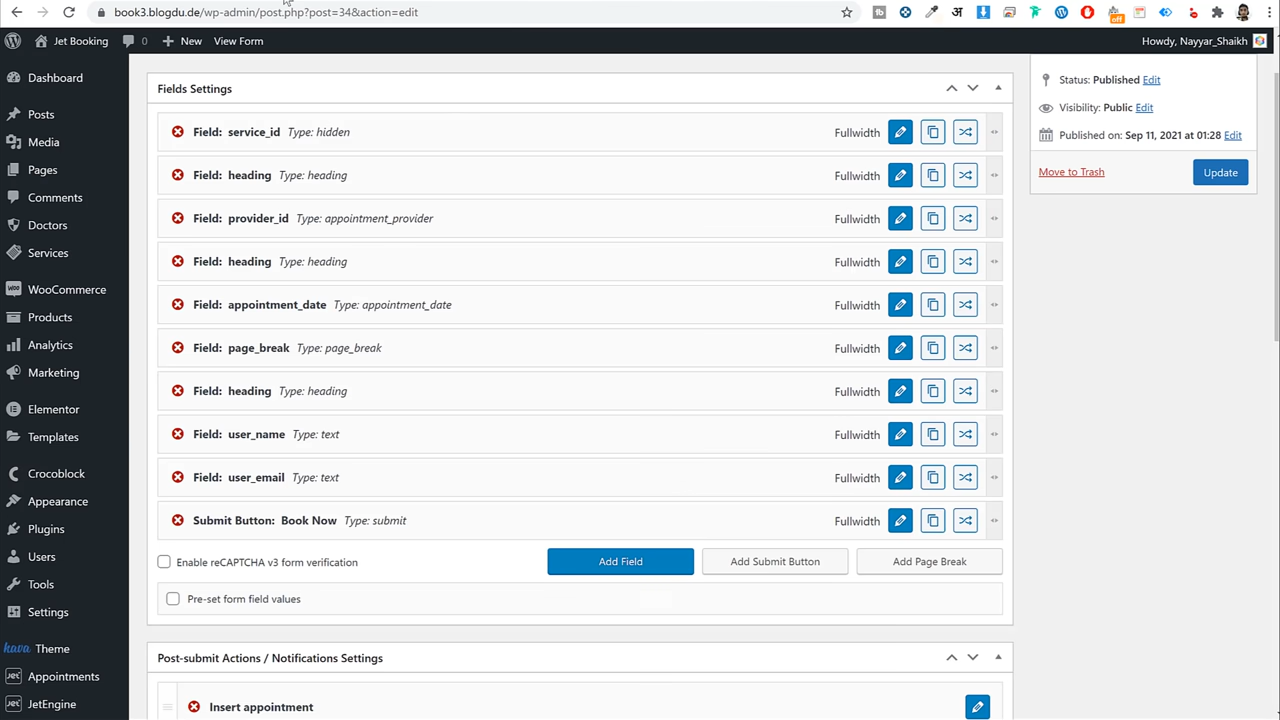 book3.blogdu.de/wp-admin/post.php?post=34&action=edit
अ
off
Jet Booking
0
New
View Form
Howdy, Nayyar_Shaikh
Dashboard
Posts
Media
Pages
Comments
Doctors
Services
WooCommerce
Products
Analytics
Marketing
Elementor
Templates
Crocoblock
Appearance
Plugins
Users
Tools
Settings
kava Theme
Appointments
JetEngine
Fields Settings
Field: service_id Type: hidden Fullwidth
Field: heading Type: heading Fullwidth
Field: provider_id Type: appointment_provider Fullwidth
Field: heading Type: heading Fullwidth
Field: appointment_date Type: appointment_date Fullwidth
Field: page_break Type: page_break Fullwidth
Field: heading Type: heading Fullwidth
Field: user_name Type: text Fullwidth
Field: user_email Type: text Fullwidth
Submit Button: Book Now Type: submit Fullwidth
Enable reCAPTCHA v3 form verification
Add Field
Add Submit Button
Add Page Break
Pre-set form field values
Post-submit Actions / Notifications Settings
Insert appointment
Status: Published Edit
Visibility: Public Edit
Published on: Sep 11, 2021 at 01:28 Edit
Move to Trash
Update